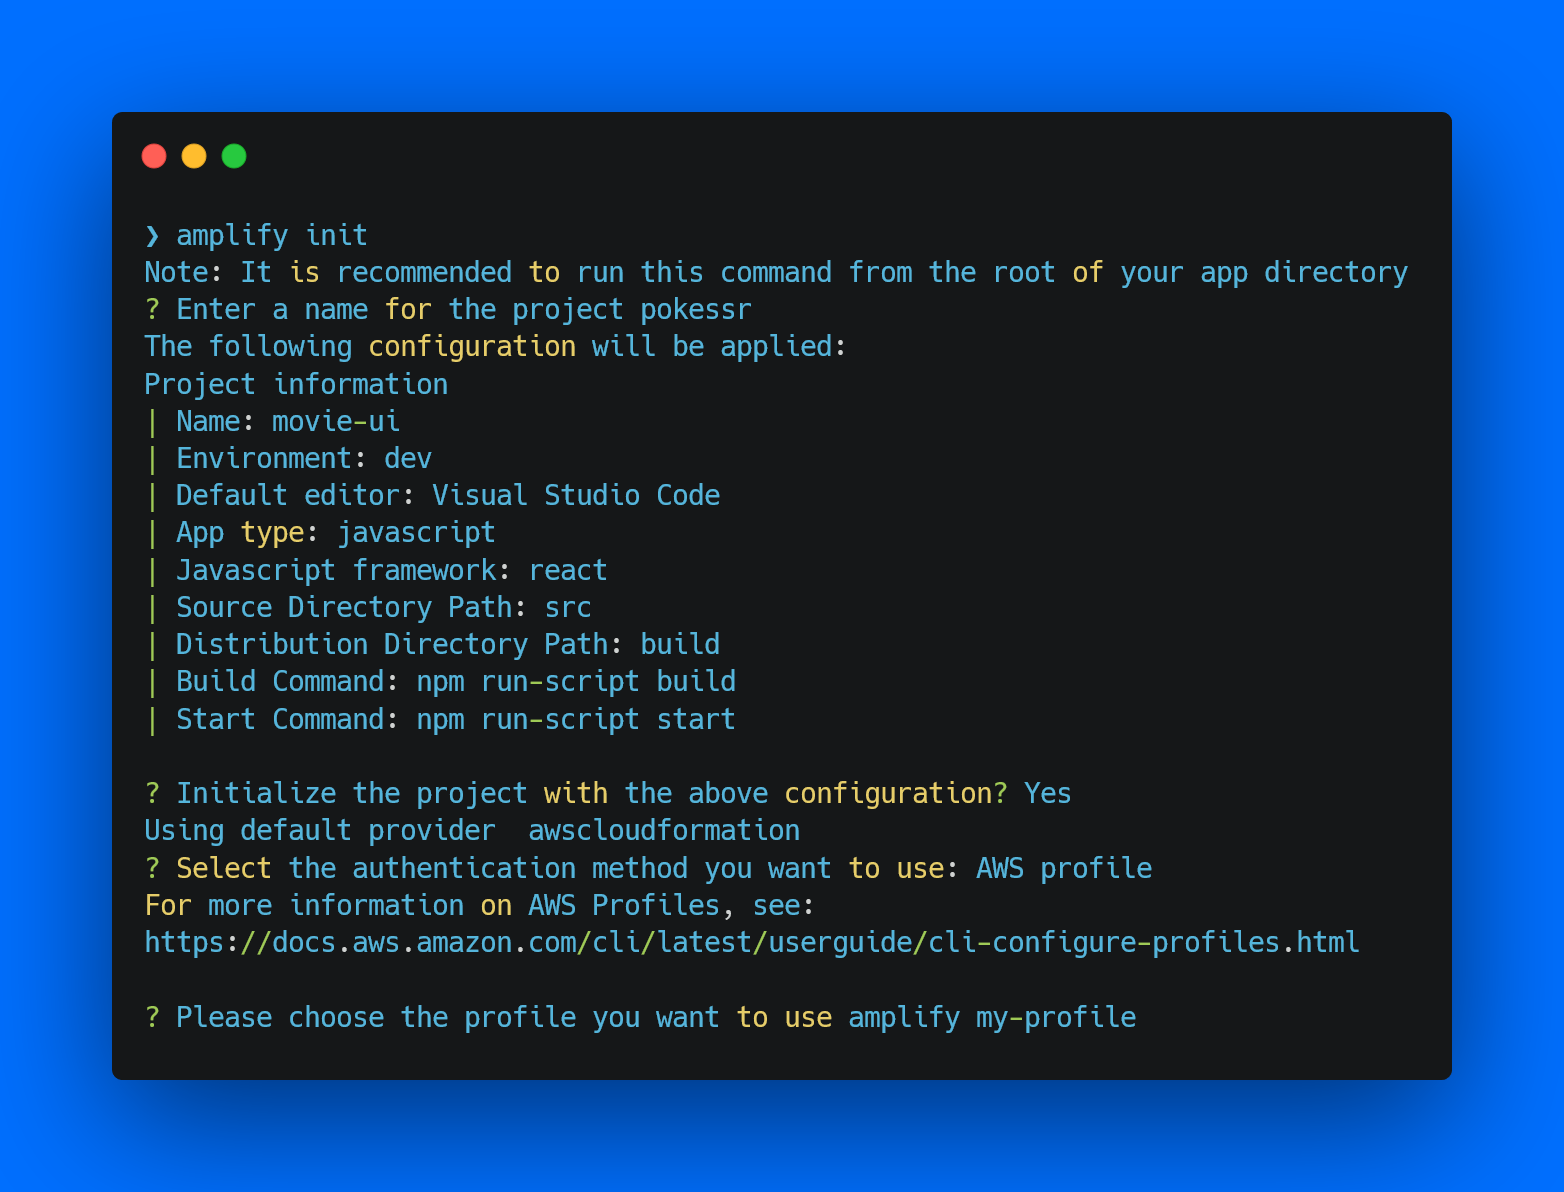 ❯ amplify init
Note: It is recommended to run this command from the root of your app directory
? Enter a name for the project pokessr
The following configuration will be applied:
Project information
| Name: movie-ui
| Environment: dev
| Default editor: Visual Studio Code
| App type: javascript
| Javascript framework: react
| Source Directory Path: src
| Distribution Directory Path: build
| Build Command: npm run-script build
| Start Command: npm run-script start
? Initialize the project with the above configuration? Yes
Using default provider  awscloudformation
? Select the authentication method you want to use: AWS profile
For more information on AWS Profiles, see:
https://docs.aws.amazon.com/cli/latest/userguide/cli-configure-profiles.html
? Please choose the profile you want to use amplify my-profile